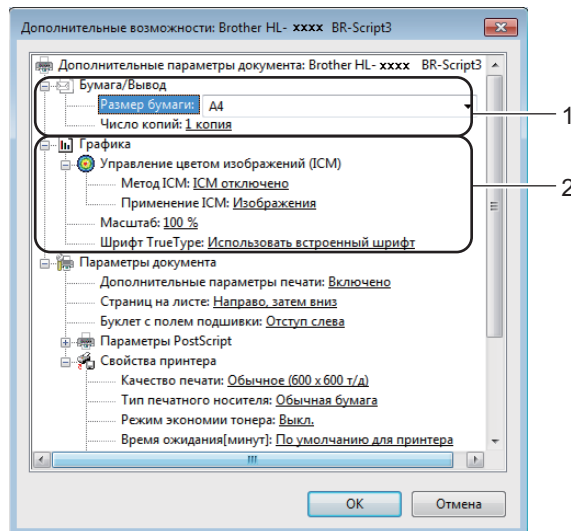 Дополнительные возможности: Brother HL- xxxx BR-Script3
Дополнительные параметры документа: Brother HL- xxxx BR-Script3
Бумага/Вывод
Размер бумаги: A4
Число копий: 1 копия
1
Графика
Управление цветом изображений (ICM)
Метод ICM: ICM отключено
2
Применение ICM: Изображения
Масштаб: 100 %
Шрифт TrueType: Использовать встроенный шрифт
Параметры документа
Дополнительные параметры печати: Включено
Страниц на листе: Направо, затем вниз
Буклет с полем подшивки: Отступ слева
Параметры PostScript
Свойства принтера
Качество печати: Обычное (600 x 600 т/д)
Тип печатного носителя: Обычная бумага
Режим экономии тонера: Выкл.
Время ожидания[минут]: По умолчанию для принтера
OK
Отмена